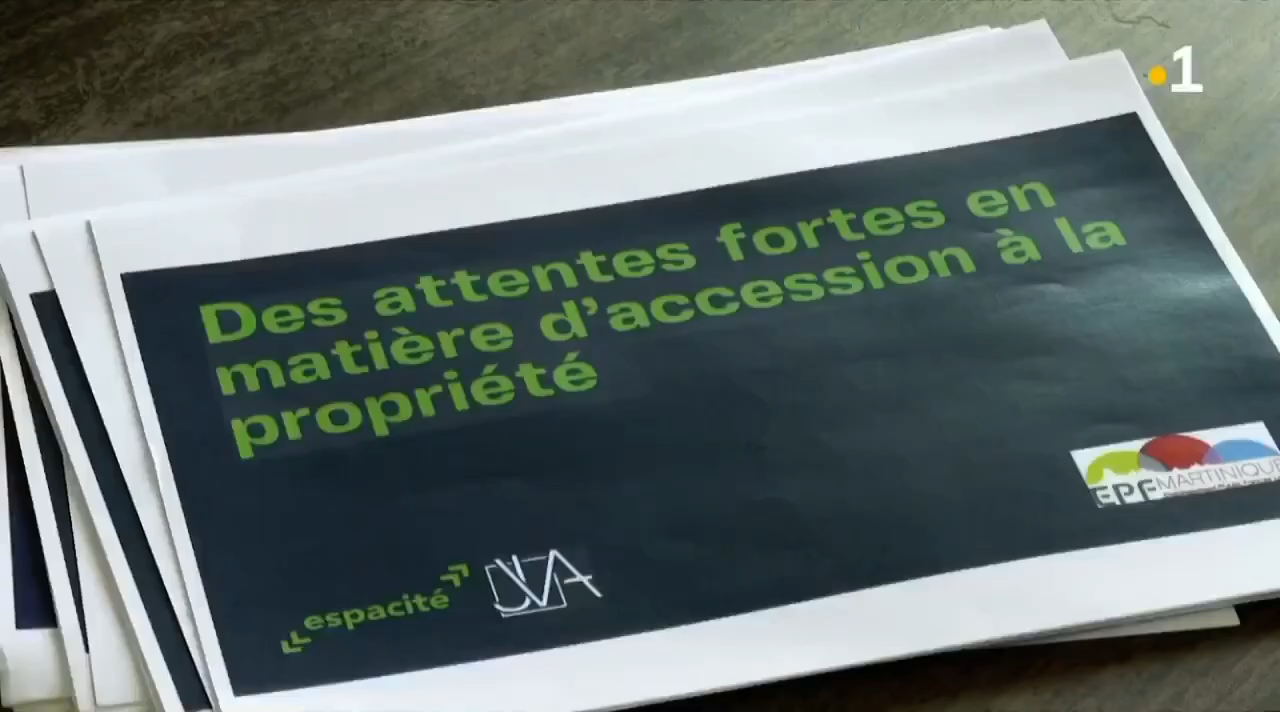 1
Des attentes fortes en
matière d'accession à la
propriété
EPF MARTINIQUE
espacité